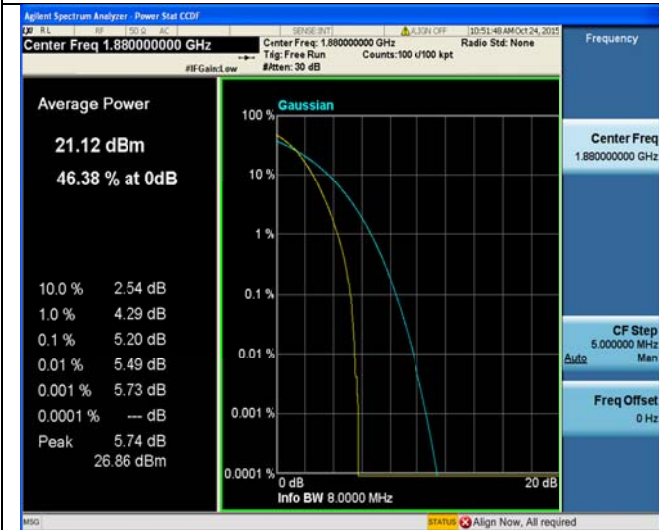 Agilent Spectrum Analyzer - Power Stat CCDF
RL RF 50 Ω AC SENSE:INT ALIGN OFF 10:51:48 AM Oct 24, 2015
Center Freq 1.880000000 GHz
Center Freq: 1.880000000 GHz Radio Std: None
Trig: Free Run Counts:100 k/100 kpt
#IFGain:Low #Atten: 30 dB
Frequency
Average Power
21.12 dBm
46.38 % at 0dB
10.0 % 2.54 dB
1.0 % 4.29 dB
0.1 % 5.20 dB
0.01 % 5.49 dB
0.001 % 5.73 dB
0.0001 % --- dB
Peak 5.74 dB
26.86 dBm
Gaussian
100 %
10 %
1 %
0.1 %
0.01 %
0.001 %
0.0001 %
0 dB 20 dB
Info BW 8.0000 MHz
Center Freq
1.880000000 GHz
CF Step
5.000000 MHz
Auto Man
Freq Offset
0 Hz
MSG STATUS Align Now, All required